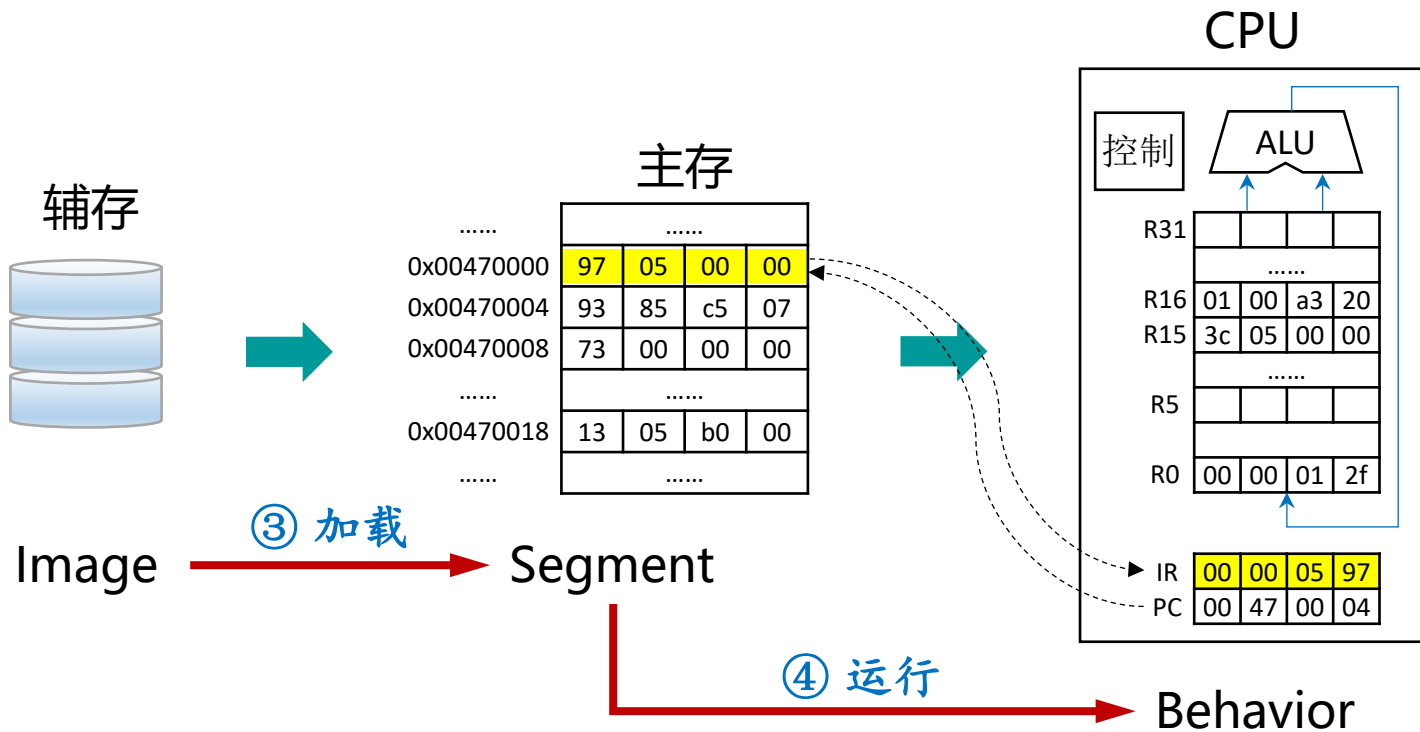 CPU
控制
ALU
主存
辅存
…… ……
0x00470000 97 05 00 00
0x00470004 93 85 c5 07
0x00470008 73 00 00 00
…… ……
0x00470018 13 05 b0 00
…… ……
R31
……
R16 01 00 a3 20
R15 3c 05 00 00
……
R5
R0 00 00 01 2f
IR 00 00 05 97
PC 00 47 00 04
③ 加载
Image
Segment
④ 运行
Behavior